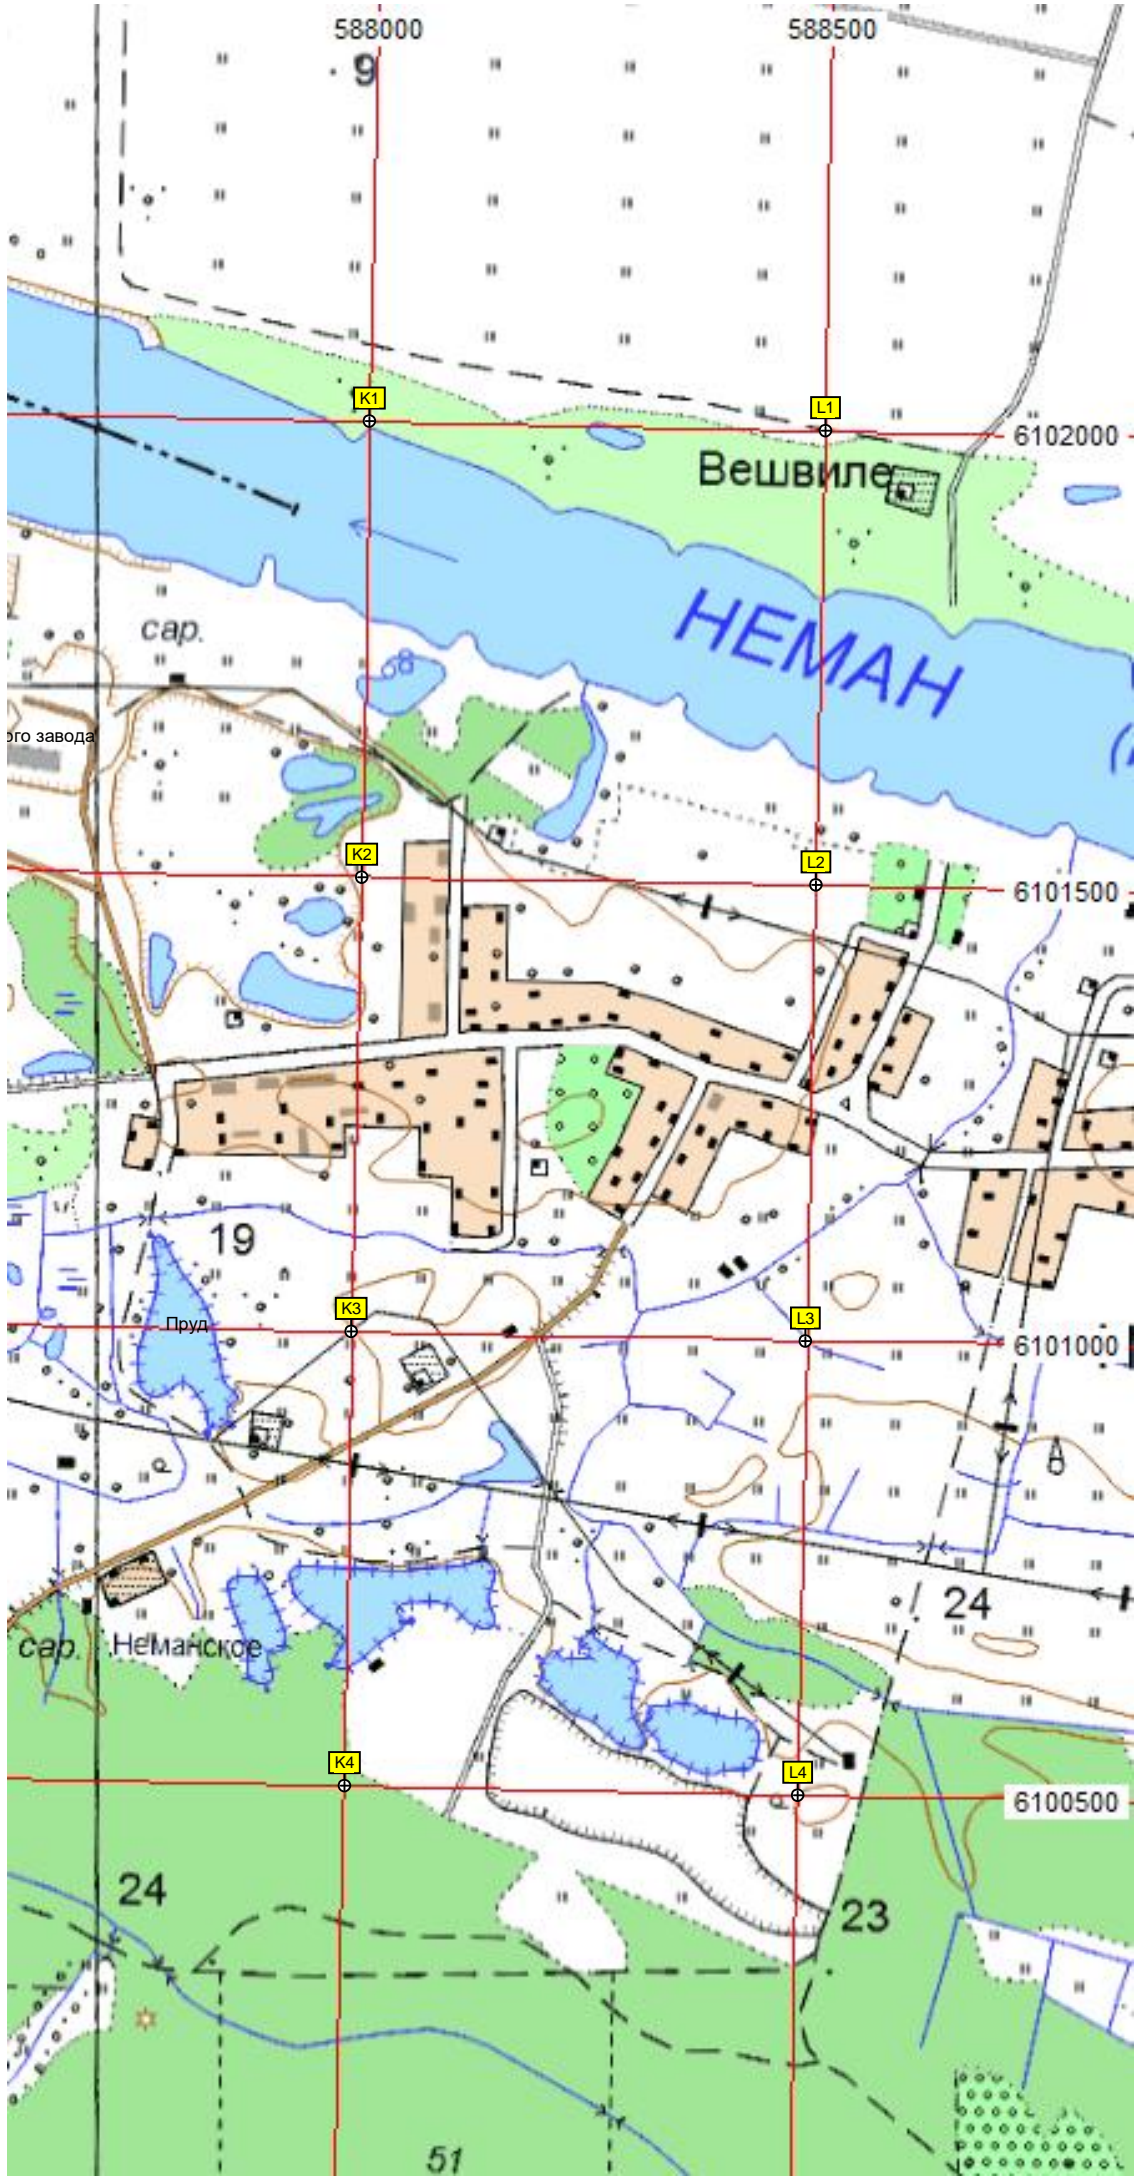 588000
588500
9
K1
L1
6102000
Вешвиле
НЕМАН
сар.
ого завода
K2
L2
6101500
19
Пруд
K3
L3
6101000
24
сар.
Неманское
K4
L4
6100500
24
23
51